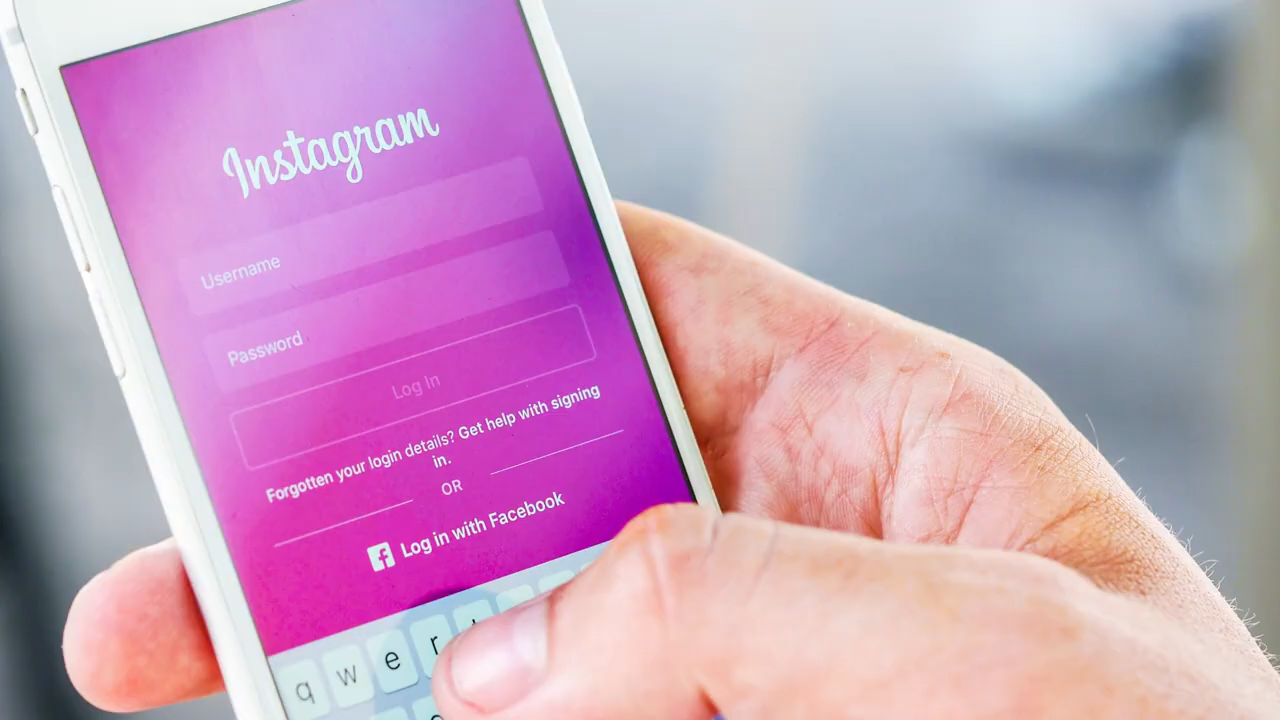 Instagram
Username
Password
Log In
Forgotten your login details? Get help with signing
in.
OR
Log in with Facebook
q w e r